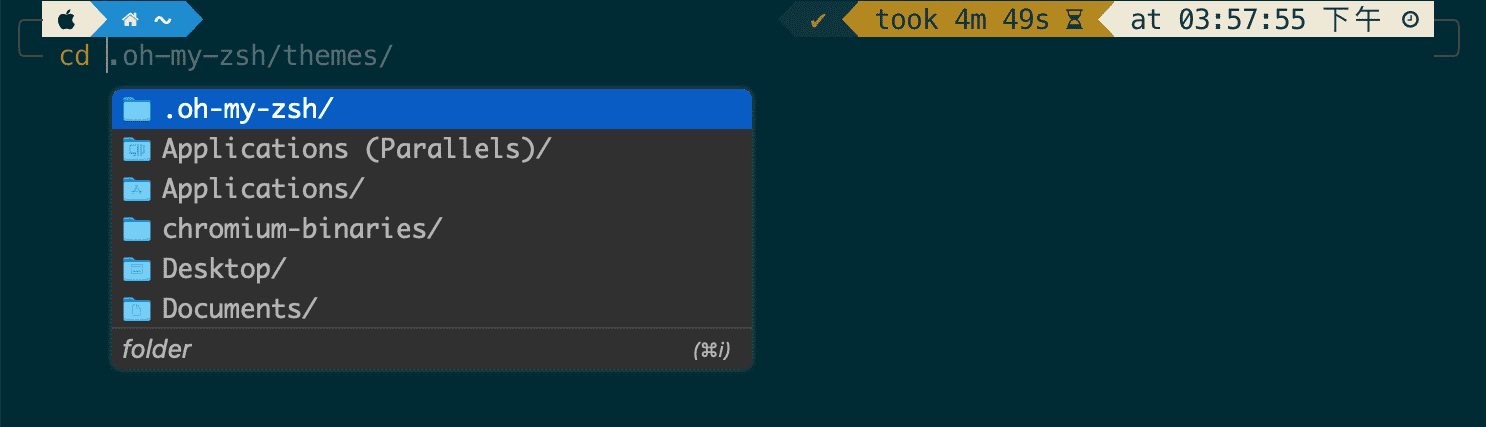 ~ ✔ took 4m 49s at 03:57:55 下午
cd .oh-my-zsh/themes/
.oh-my-zsh/
Applications (Parallels)/
Applications/
chromium-binaries/
Desktop/
Documents/
folder (⌘i)